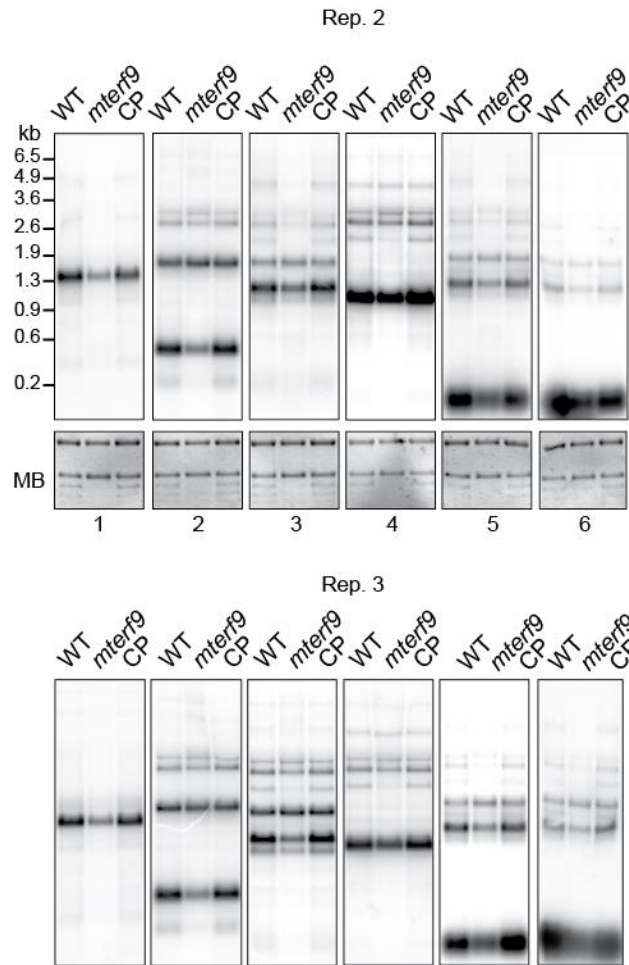 Rep. 2
WT mterf9 CP WT mterf9 CP WT mterf9 CP WT mterf9 CP WT mterf9 CP WT mterf9 CP
kb
6.5
4.9
3.6
2.6
1.9
1.3
0.9
0.6
0.2
MB
1 2 3 4 5 6
Rep. 3
WT mterf9 CP WT mterf9 CP WT mterf9 CP WT mterf9 CP WT mterf9 CP WT mterf9 CP